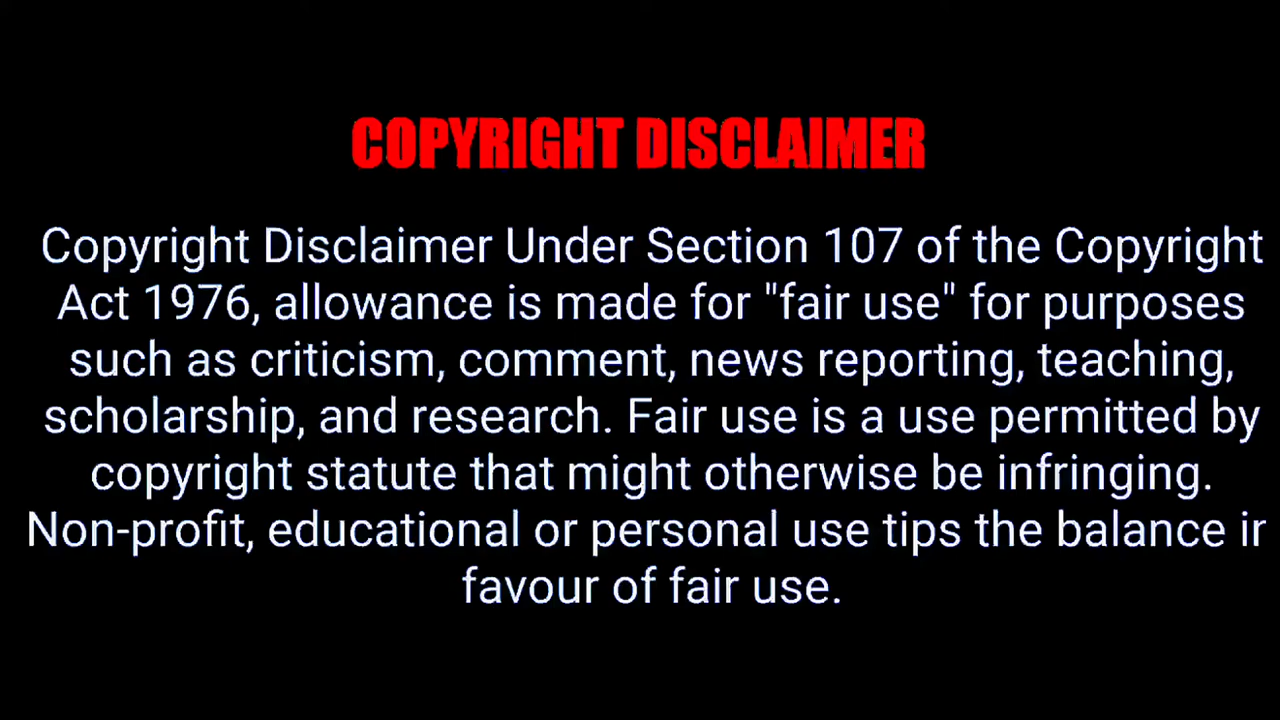 COPYRIGHT DISCLAIMER
Copyright Disclaimer Under Section 107 of the Copyright
Act 1976, allowance is made for "fair use" for purposes
such as criticism, comment, news reporting, teaching,
scholarship, and research. Fair use is a use permitted by
copyright statute that might otherwise be infringing.
Non-profit, educational or personal use tips the balance in
favour of fair use.